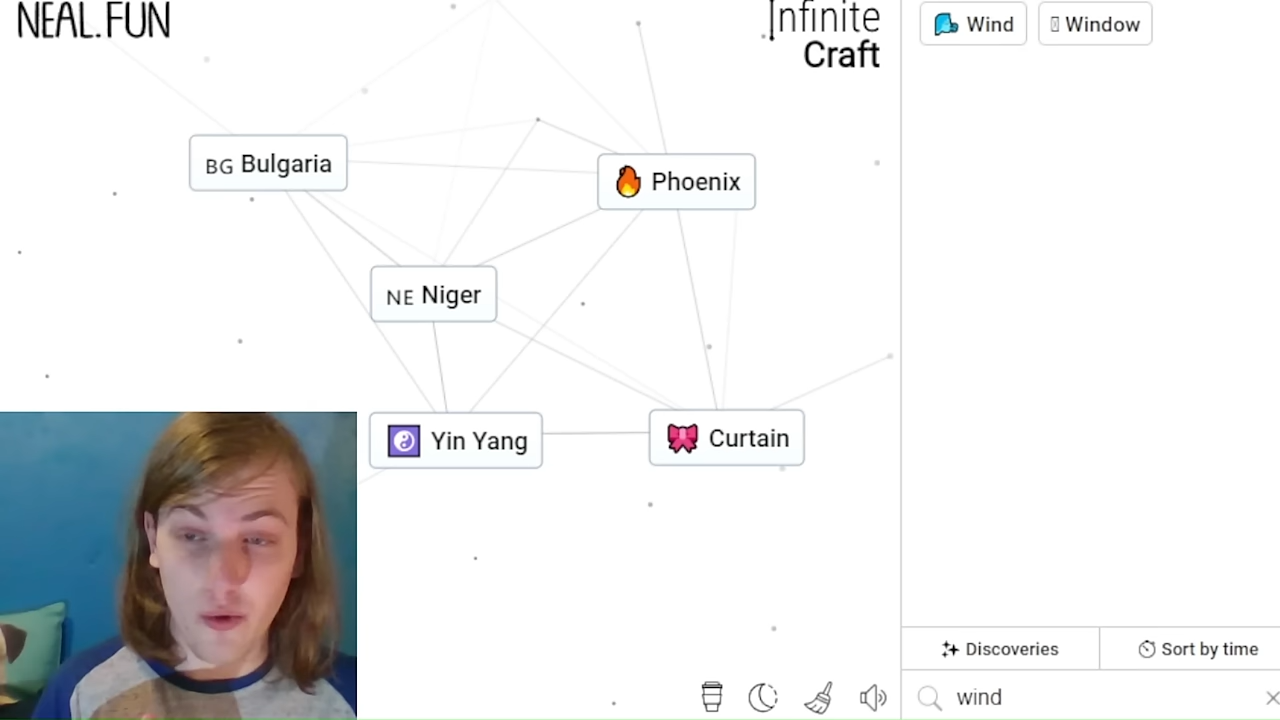 NEAL.FUN
Infinite
Craft
Wind
Window
BG Bulgaria
Phoenix
NE Niger
Yin Yang
Curtain
Discoveries
Sort by time
wind